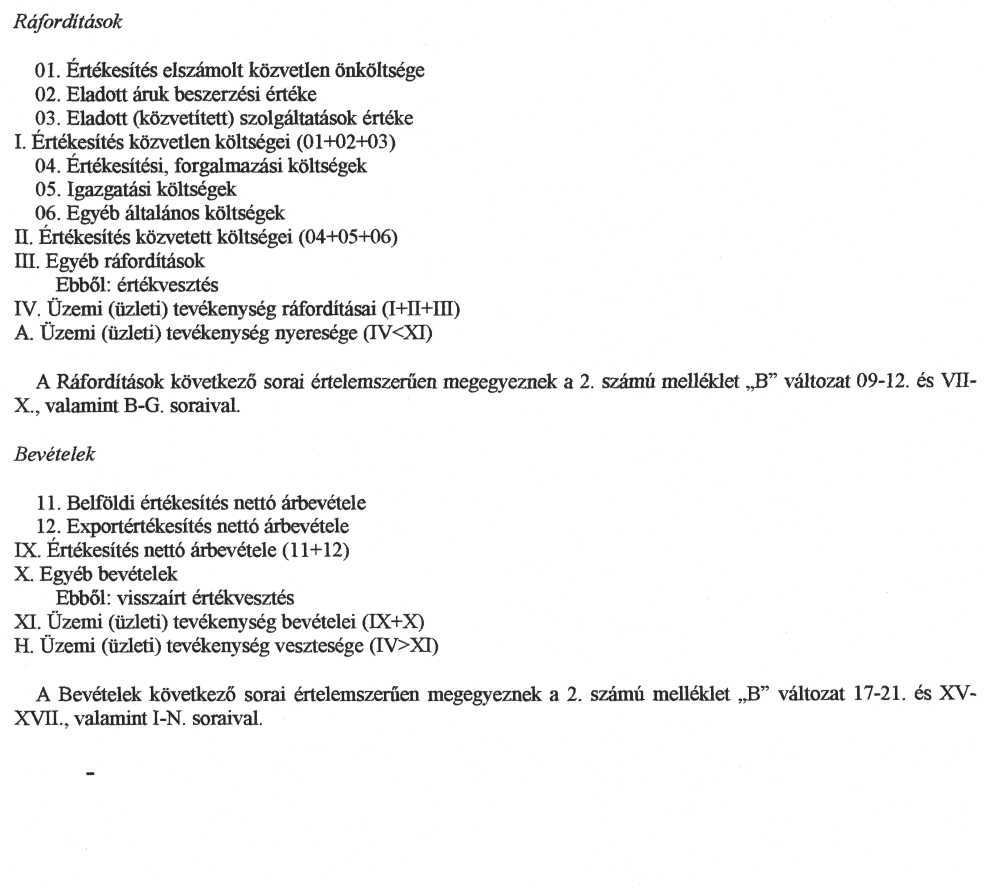 Ráfordítások
01. Értékesítés elszámolt közvetlen önköltsége
02. Eladott áruk beszerzési értéke
03. Eladott (közvetített) szolgáltatások értéke
I. Értékesítés közvetlen költségei (01+02+03)
04. Értékesítési, forgalmazási költségek
05. Igazgatási költségek
06. Egyéb általános költségek
II. Értékesítés közvetett költségei (04+05+06)
III. Egyéb ráfordítások
Ebből: értékvesztés
IV. Üzemi (üzleti) tevékenység ráfordításai (I+II+III)
A. Üzemi (üzleti) tevékenység nyeresége (IV<XI)
A Ráfordítások következő sorai értelemszerűen megegyeznek a 2. számú melléklet „B” változat 09-12. és VII-
X., valamint B-G. soraival.
Bevételek
11. Belföldi értékesítés nettó árbevétele
12. Exportértékesítés nettó árbevétele
IX. Értékesítés nettó árbevétele (11+12)
X. Egyéb bevételek
Ebből: visszaírt értékvesztés
XI. Üzemi (üzleti) tevékenység bevételei (IX+X)
H. Üzemi (üzleti) tevékenység vesztesége (IV>XI)
A Bevételek következő sorai értelemszerűen megegyeznek a 2. számú melléklet „B” változat 17-21. és XV-
XVII., valamint I-N. soraival.
-